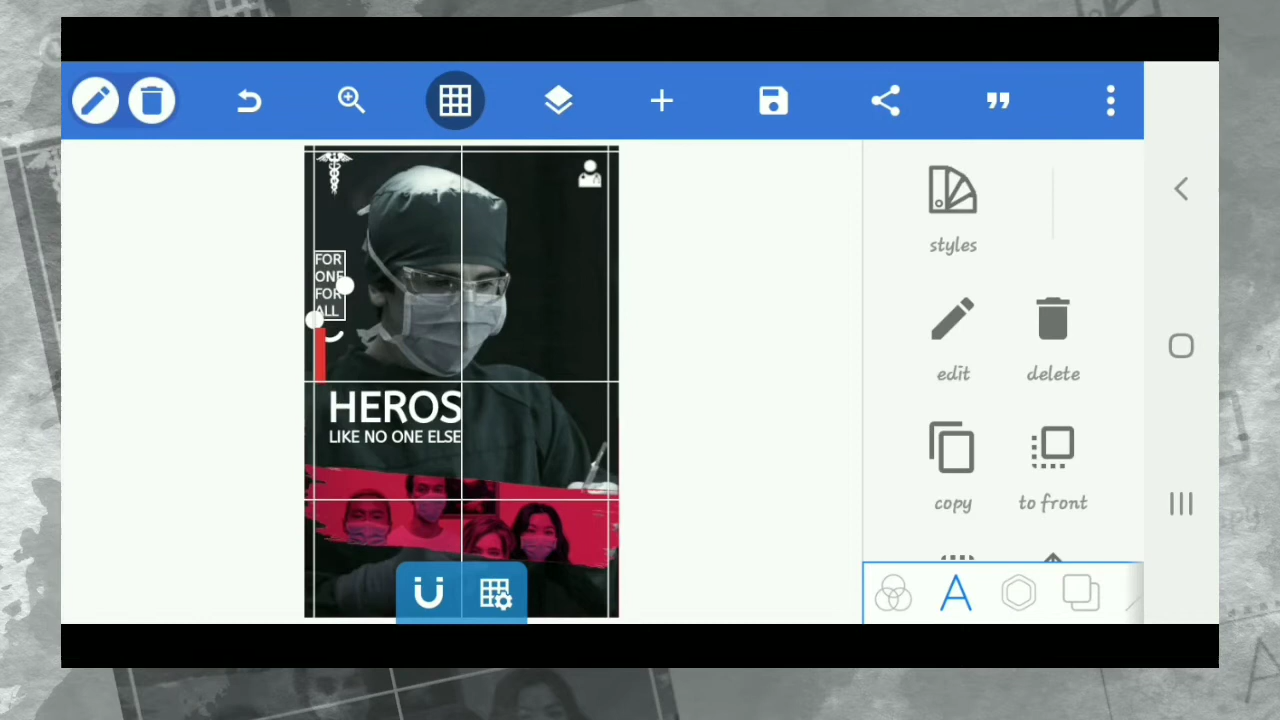 styles
FOR
ONE
FOR
ALL
edit
delete
HEROS
LIKE NO ONE ELSE
copy
to front